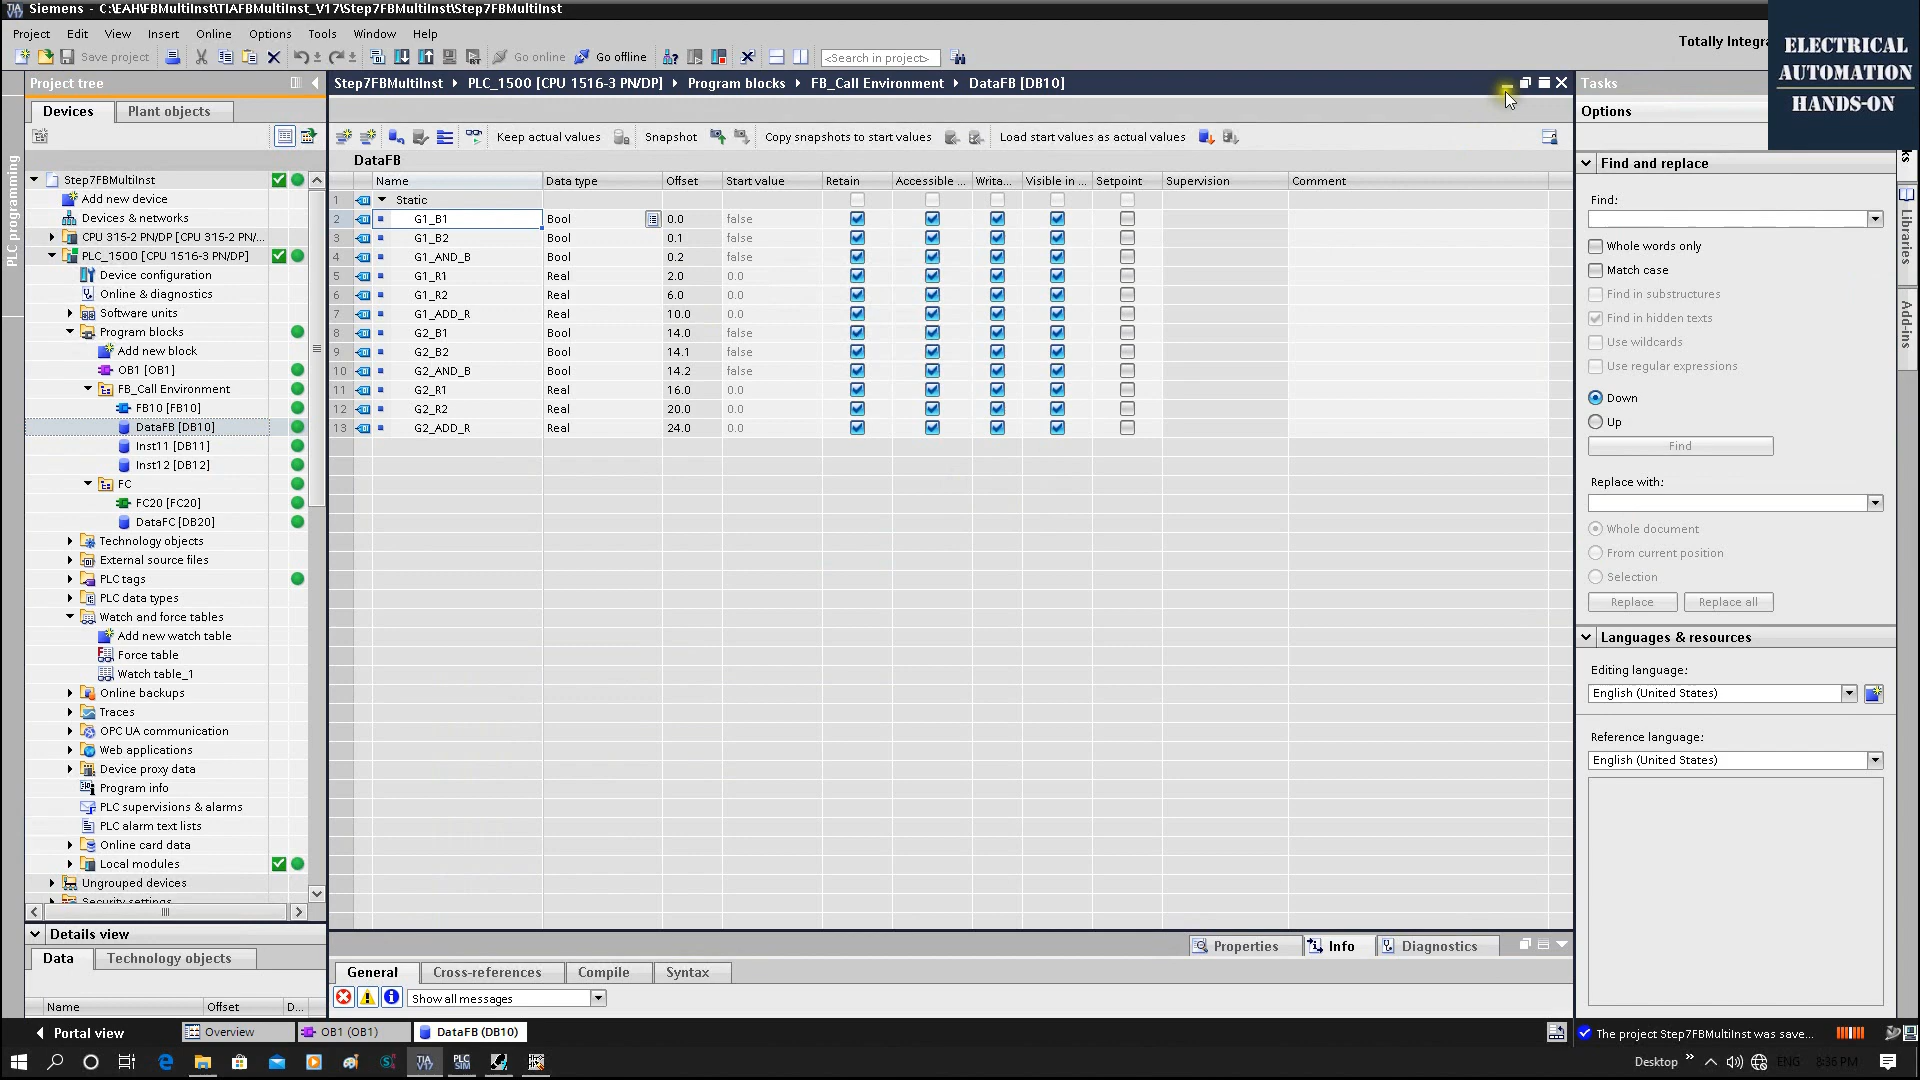 Siemens - C:\EAH\FBMultiInst\TIAFBMultiInst_V17\Step7FBMultiInst\Step7FBMultiInst
Project Edit View Insert Online Options Tools Window Help
Totally Integra
Save project Go online Go offline <Search in project>
ELECTRICAL
AUTOMATION
HANDS-ON
Project tree
Step7FBMultiInst PLC_1500 [CPU 1516-3 PN/DP] Program blocks FB_Call Environment DataFB [DB10]
Tasks
Devices Plant objects
Options
Keep actual values Snapshot Copy snapshots to start values Load start values as actual values
DataFB
Find and replace
Name Data type Offset Start value Retain Accessible ... Writa... Visible in ... Setpoint Supervision Comment
1 Static
2 G1_B1 Bool 0.0 false
3 G1_B2 Bool 0.1 false
4 G1_AND_B Bool 0.2 false
5 G1_R1 Real 2.0 0.0
6 G1_R2 Real 6.0 0.0
7 G1_ADD_R Real 10.0 0.0
8 G2_B1 Bool 14.0 false
9 G2_B2 Bool 14.1 false
10 G2_AND_B Bool 14.2 false
11 G2_R1 Real 16.0 0.0
12 G2_R2 Real 20.0 0.0
13 G2_ADD_R Real 24.0 0.0
PLC programming
Step7FBMultiInst
Add new device
Devices & networks
CPU 315-2 PN/DP [CPU 315-2 PN/...
PLC_1500 [CPU 1516-3 PN/DP]
Device configuration
Online & diagnostics
Software units
Program blocks
Add new block
OB1 [OB1]
FB_Call Environment
FB10 [FB10]
DataFB [DB10]
Inst11 [DB11]
Inst12 [DB12]
FC
FC20 [FC20]
DataFC [DB20]
Technology objects
External source files
PLC tags
PLC data types
Watch and force tables
Add new watch table
Force table
Watch table_1
Online backups
Traces
OPC UA communication
Web applications
Device proxy data
Program info
PLC supervisions & alarms
PLC alarm text lists
Online card data
Local modules
Ungrouped devices
Security settings
Find:
Whole words only
Match case
Find in substructures
Find in hidden texts
Use wildcards
Use regular expressions
Down
Up
Find
Replace with:
Whole document
From current position
Selection
Replace Replace all
Languages & resources
Editing language:
English (United States)
Reference language:
English (United States)
Libraries
Add-ins
Details view
Data Technology objects
Name Offset D...
Properties Info Diagnostics
General Cross-references Compile Syntax
Show all messages
Portal view Overview OB1 (OB1) DataFB (DB10)
The project Step7FBMultiInst was save...
TIA V17 PLC SIM
Desktop ENG 8:36 PM